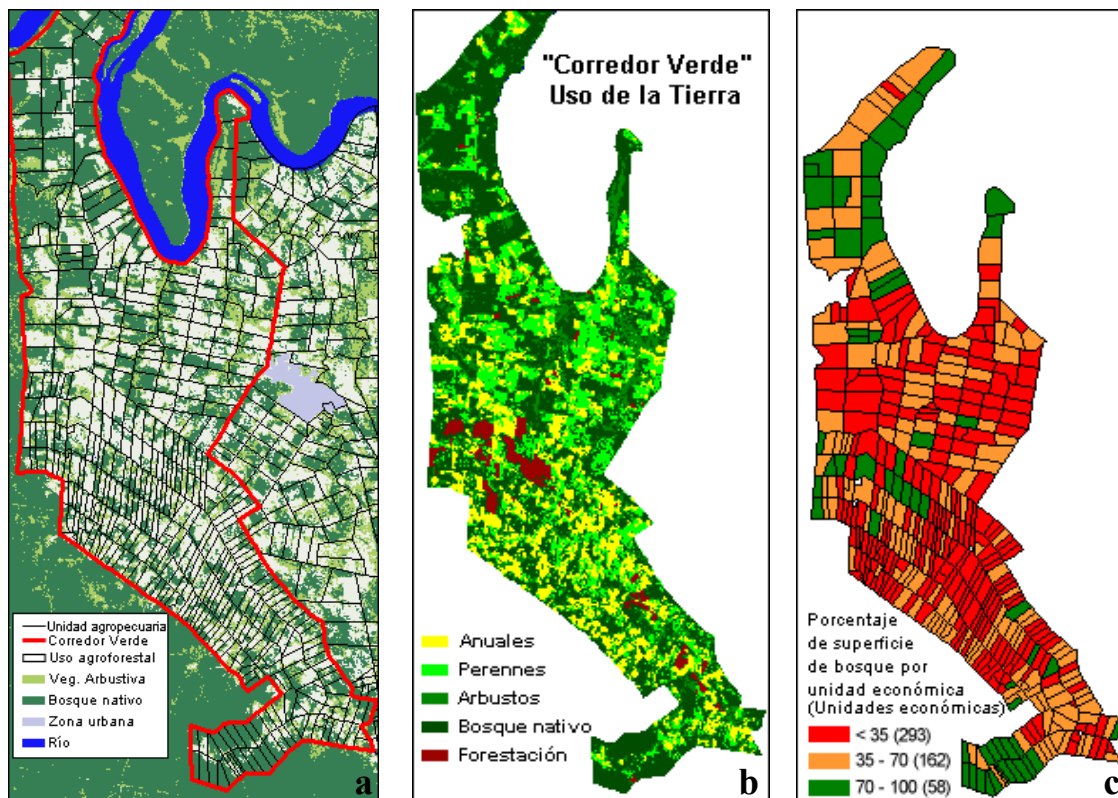 Unidad agropecuaria
Corredor Verde
Uso agroforestal
Veg. Arbustiva
Bosque nativo
Zona urbana
Río
a
"Corredor Verde"
Uso de la Tierra
Anuales
Perennes
Arbustos
Bosque nativo
Forestación
b
Porcentaje
de superficie
de bosque por
unidad económica
(Unidades económicas)
< 35 (293)
35 - 70 (162)
70 - 100 (58)
c